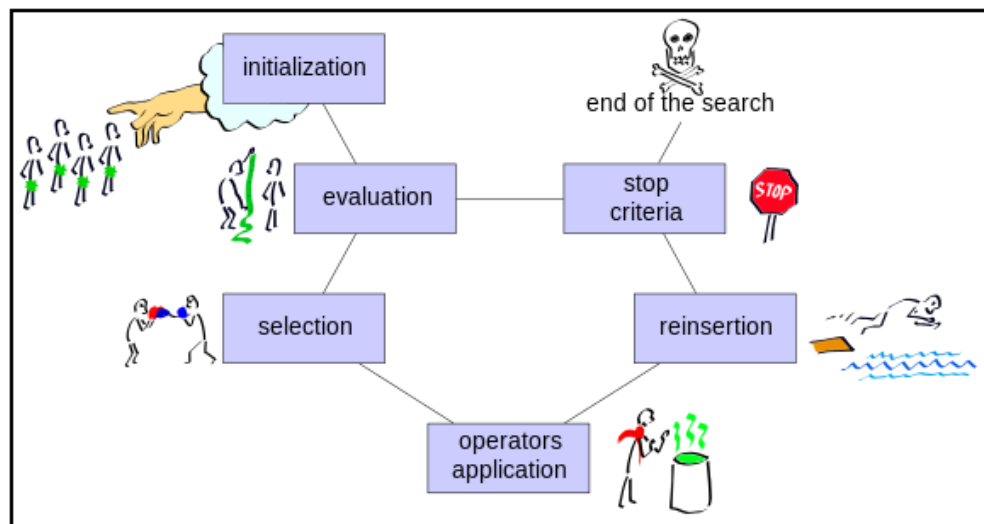 initialization
end of the search
evaluation
stop
criteria
STOP
selection
reinsertion
operators
application